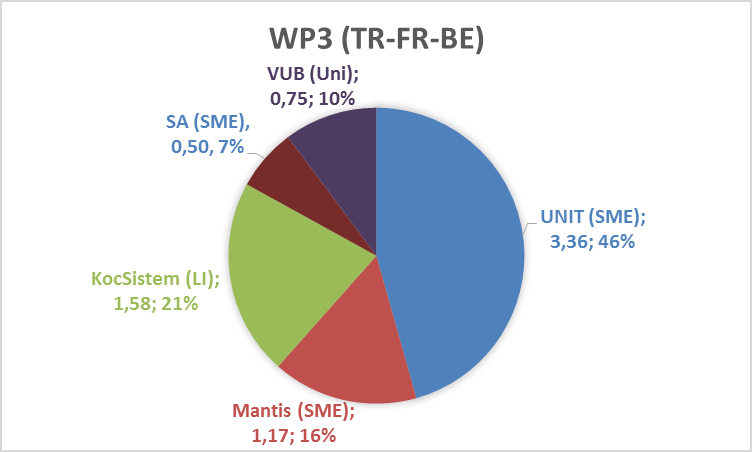 WP3 (TR-FR-BE)
VUB (Uni);
0,75; 10%
SA (SME),
0,50, 7%
UNIT (SME);
3,36; 46%
KocSistem (LI);
1,58; 21%
Mantis (SME);
1,17; 16%